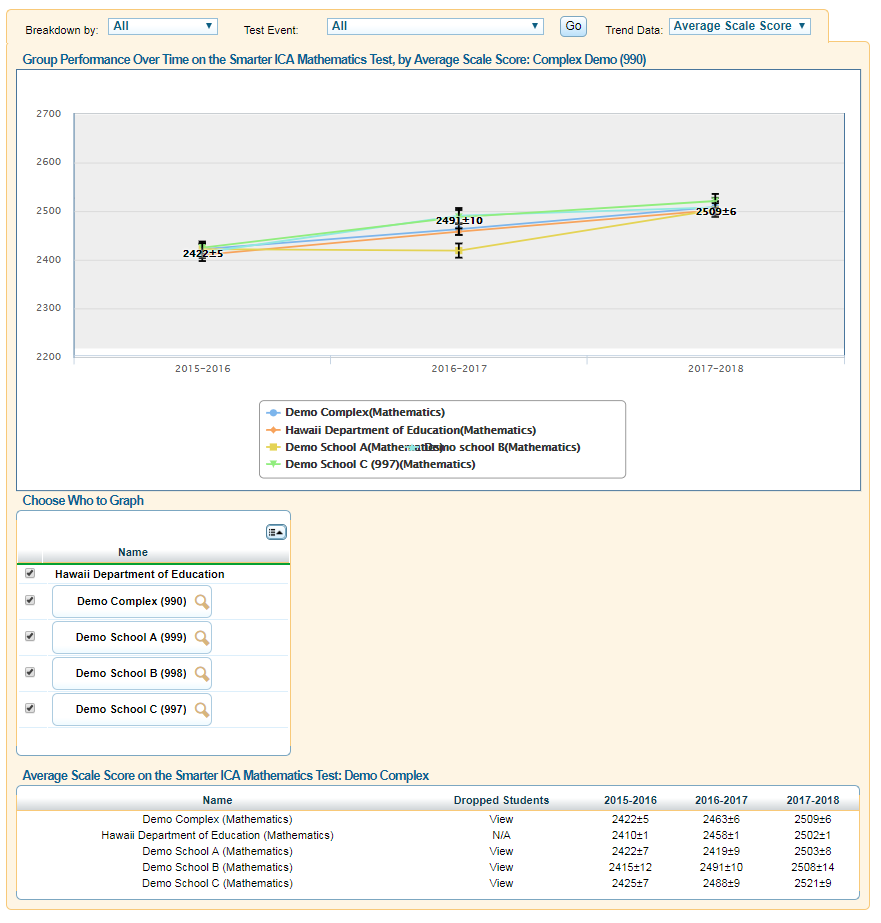 Breakdown by: All Test Event: All Go Trend Data: Average Scale Score
Group Performance Over Time on the Smarter ICA Mathematics Test, by Average Scale Score: Complex Demo (990)
2700
2600
2500
2400
2300
2200
2422±5
2491±10
2509±6
2015-2016 2016-2017 2017-2018
Demo Complex(Mathematics)
Hawaii Department of Education(Mathematics)
Demo School A(Mathematics) Demo school B(Mathematics)
Demo School C (997)(Mathematics)
Choose Who to Graph
Name
Hawaii Department of Education
Demo Complex (990)
Demo School A (999)
Demo School B (998)
Demo School C (997)
Average Scale Score on the Smarter ICA Mathematics Test: Demo Complex
Name Dropped Students 2015-2016 2016-2017 2017-2018
Demo Complex (Mathematics) View 2422±5 2463±6 2509±6
Hawaii Department of Education (Mathematics) N/A 2410±1 2458±1 2502±1
Demo School A (Mathematics) View 2422±7 2419±9 2503±8
Demo School B (Mathematics) View 2415±12 2491±10 2508±14
Demo School C (Mathematics) View 2425±7 2488±9 2521±9